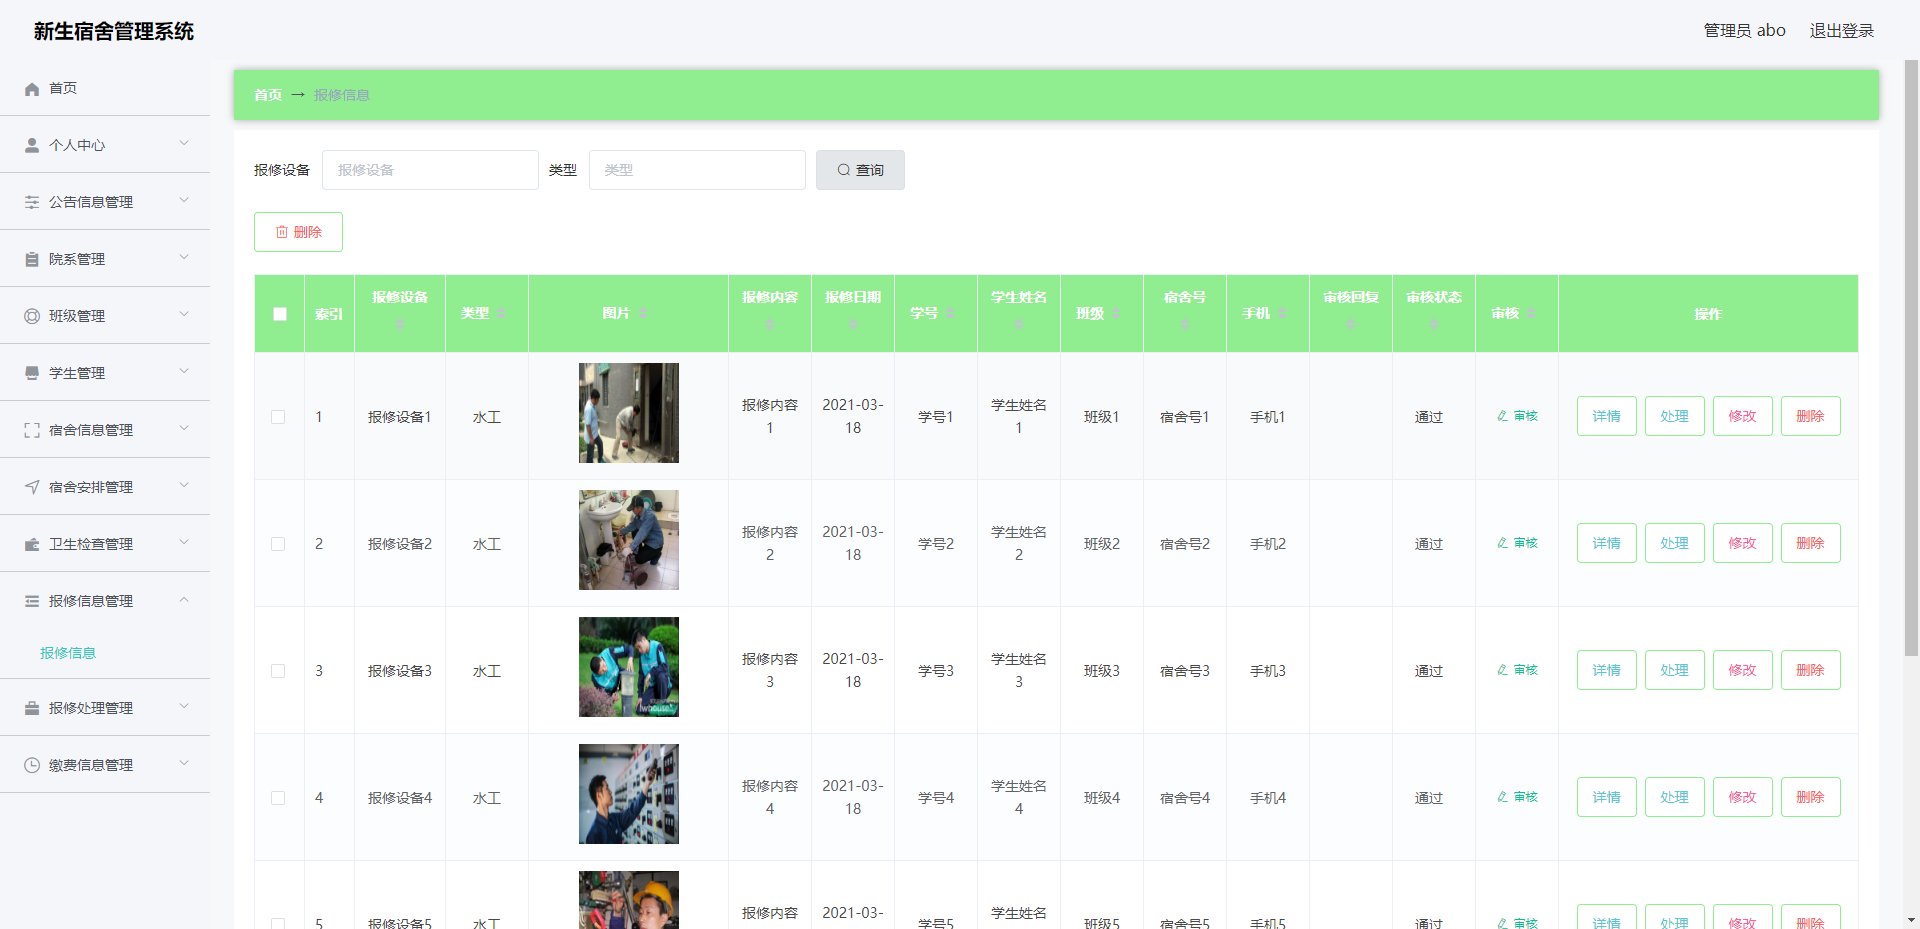 新生宿舍管理系统
管理员 abo 退出登录
首页
个人中心
公告信息管理
院系管理
班级管理
学生管理
宿舍信息管理
宿舍安排管理
卫生检查管理
报修信息管理
报修信息
报修处理管理
缴费信息管理
首页 → 报修信息
报修设备 报修设备 类型 类型 查询
删除
索引 报修设备 类型 图片 报修内容 报修日期 学号 学生姓名 班级 宿舍号 手机 审核回复 审核状态 审核 操作
1 报修设备1 水工 报修内容1 2021-03-18 学号1 学生姓名1 班级1 宿舍号1 手机1 通过 审核 详情 处理 修改 删除
2 报修设备2 水工 报修内容2 2021-03-18 学号2 学生姓名2 班级2 宿舍号2 手机2 通过 审核 详情 处理 修改 删除
3 报修设备3 水工 报修内容3 2021-03-18 学号3 学生姓名3 班级3 宿舍号3 手机3 通过 审核 详情 处理 修改 删除
4 报修设备4 水工 报修内容4 2021-03-18 学号4 学生姓名4 班级4 宿舍号4 手机4 通过 审核 详情 处理 修改 删除
5 报修设备5 水工 报修内容 2021-03- 学号5 学生姓名 班级5 宿舍号5 手机5 通过 审核 详情 处理 修改 删除